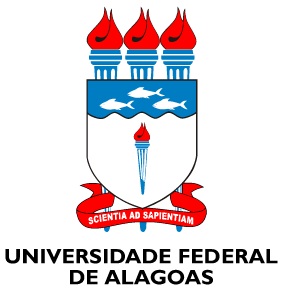 SCIENTIA AD SAPIENTIAM
UNIVERSIDADE FEDERAL
DE ALAGOAS